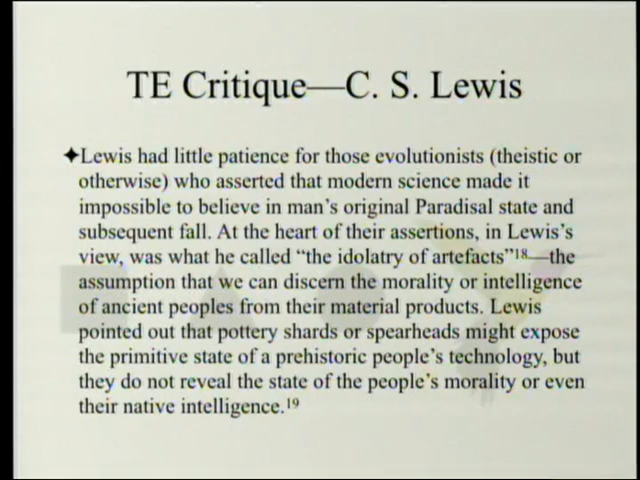 TE Critique—C. S. Lewis
✦Lewis had little patience for those evolutionists (theistic or
otherwise) who asserted that modern science made it
impossible to believe in man's original Paradisal state and
subsequent fall. At the heart of their assertions, in Lewis's
view, was what he called “the idolatry of artefacts”18—the
assumption that we can discern the morality or intelligence
of ancient peoples from their material products. Lewis
pointed out that pottery shards or spearheads might expose
the primitive state of a prehistoric people's technology, but
they do not reveal the state of the people's morality or even
their native intelligence.19